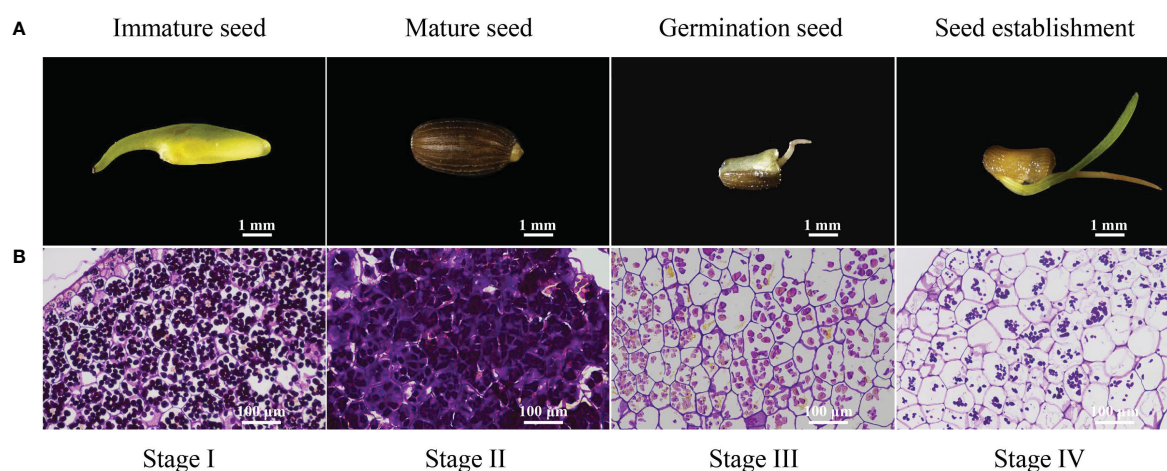 A
Immature seed
Mature seed
Germination seed
Seed establishment
1 mm
1 mm
1 mm
1 mm
B
100 μm
100 μm
100 μm
100 μm
Stage I
Stage II
Stage III
Stage IV